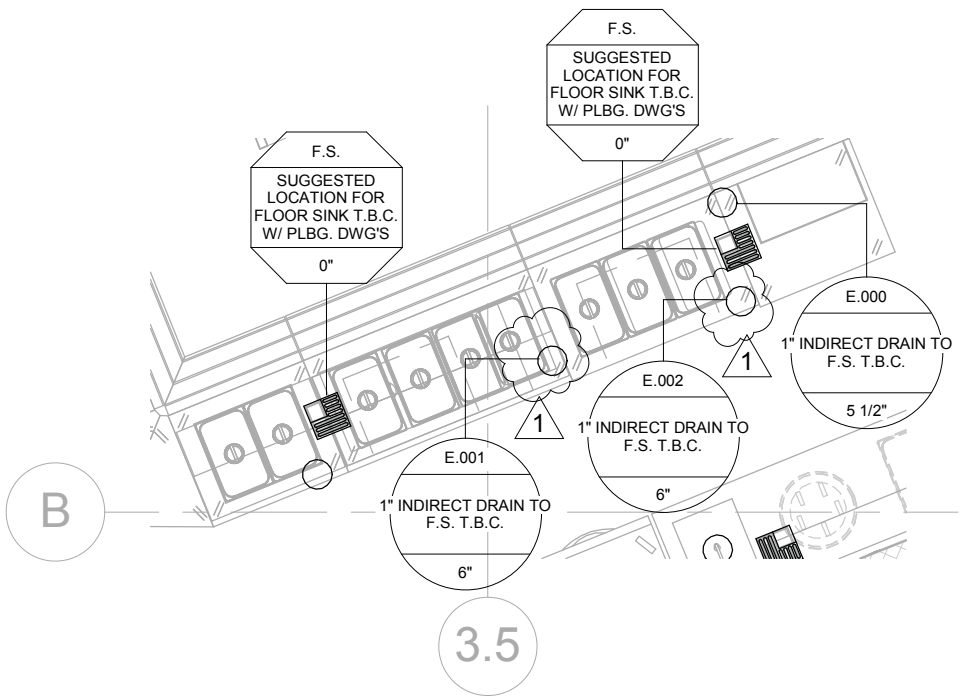 F.S.
SUGGESTED
LOCATION FOR
FLOOR SINK T.B.C.
W/ PLBG. DWG'S
0"
F.S.
SUGGESTED
LOCATION FOR
FLOOR SINK T.B.C.
W/ PLBG. DWG'S
0"
E.000
1" INDIRECT DRAIN TO
F.S. T.B.C.
5 1/2"
1
E.002
1" INDIRECT DRAIN TO
F.S. T.B.C.
6"
1
E.001
1" INDIRECT DRAIN TO
F.S. T.B.C.
6"
B
3.5